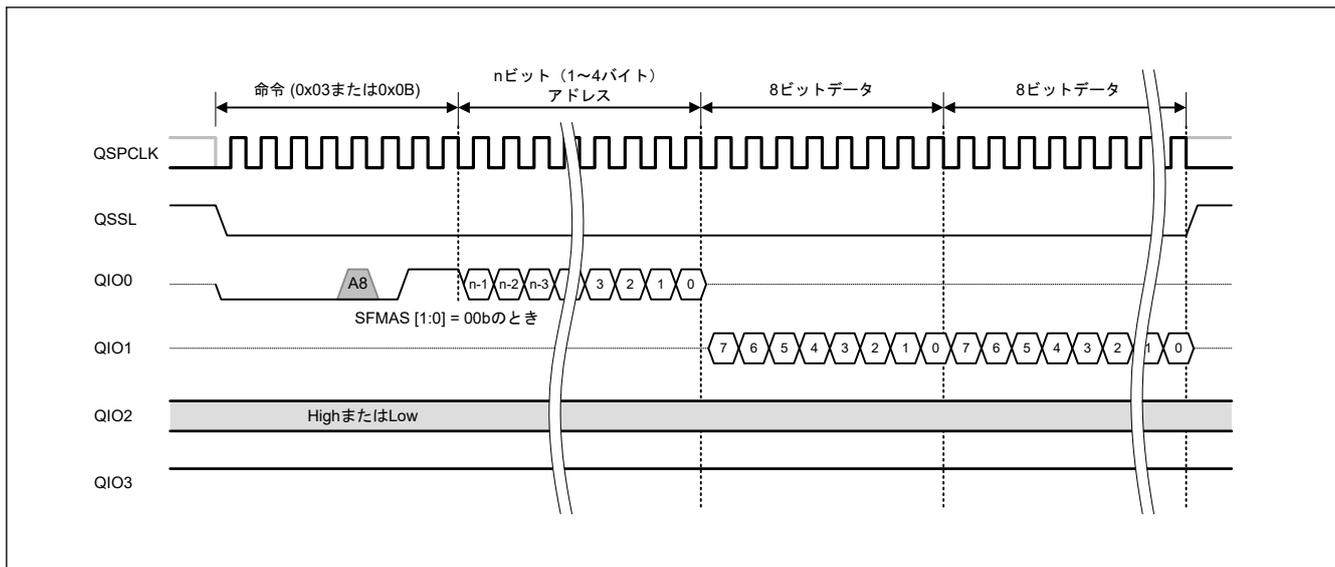 命令 (0x03または0x0B)
nビット（1～4バイト）
アドレス
8ビットデータ
8ビットデータ
QSPCLK
QSSL
QIO0
A8
n-1 n-2 n-3 3 2 1 0
SFMAS [1:0] = 00bのとき
QIO1
7 6 5 4 3 2 1 0 7 6 5 4 3 2 1 0
QIO2
HighまたはLow
QIO3